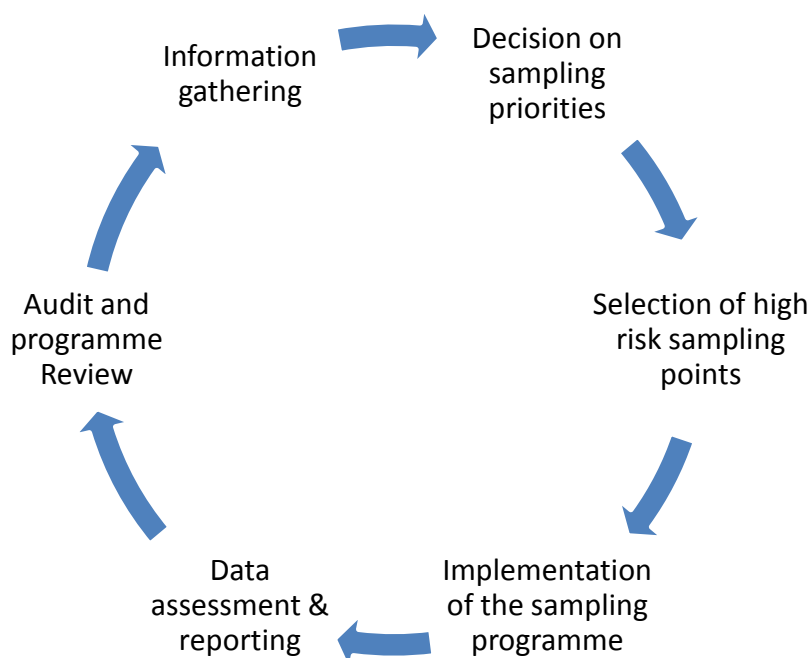 Information
gathering
Decision on
sampling
priorities
Selection of high
risk sampling
points
Implementation
of the sampling
programme
Data
assessment &
reporting
Audit and
programme
Review